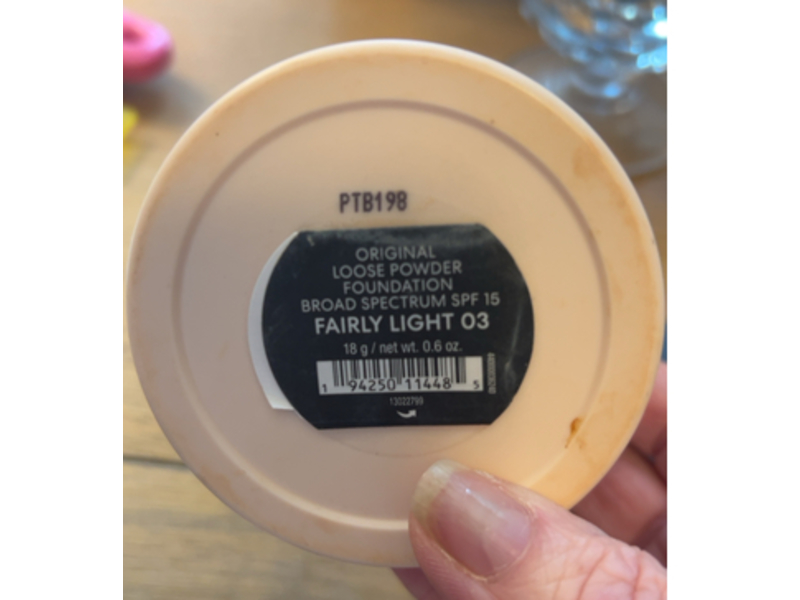 PTB198
ORIGINAL
LOOSE POWDER
FOUNDATION
BROAD SPECTRUM SPF 15
FAIRLY LIGHT 03
18 g / net wt. 0.6 oz.
1 94250 11448 5
13022799